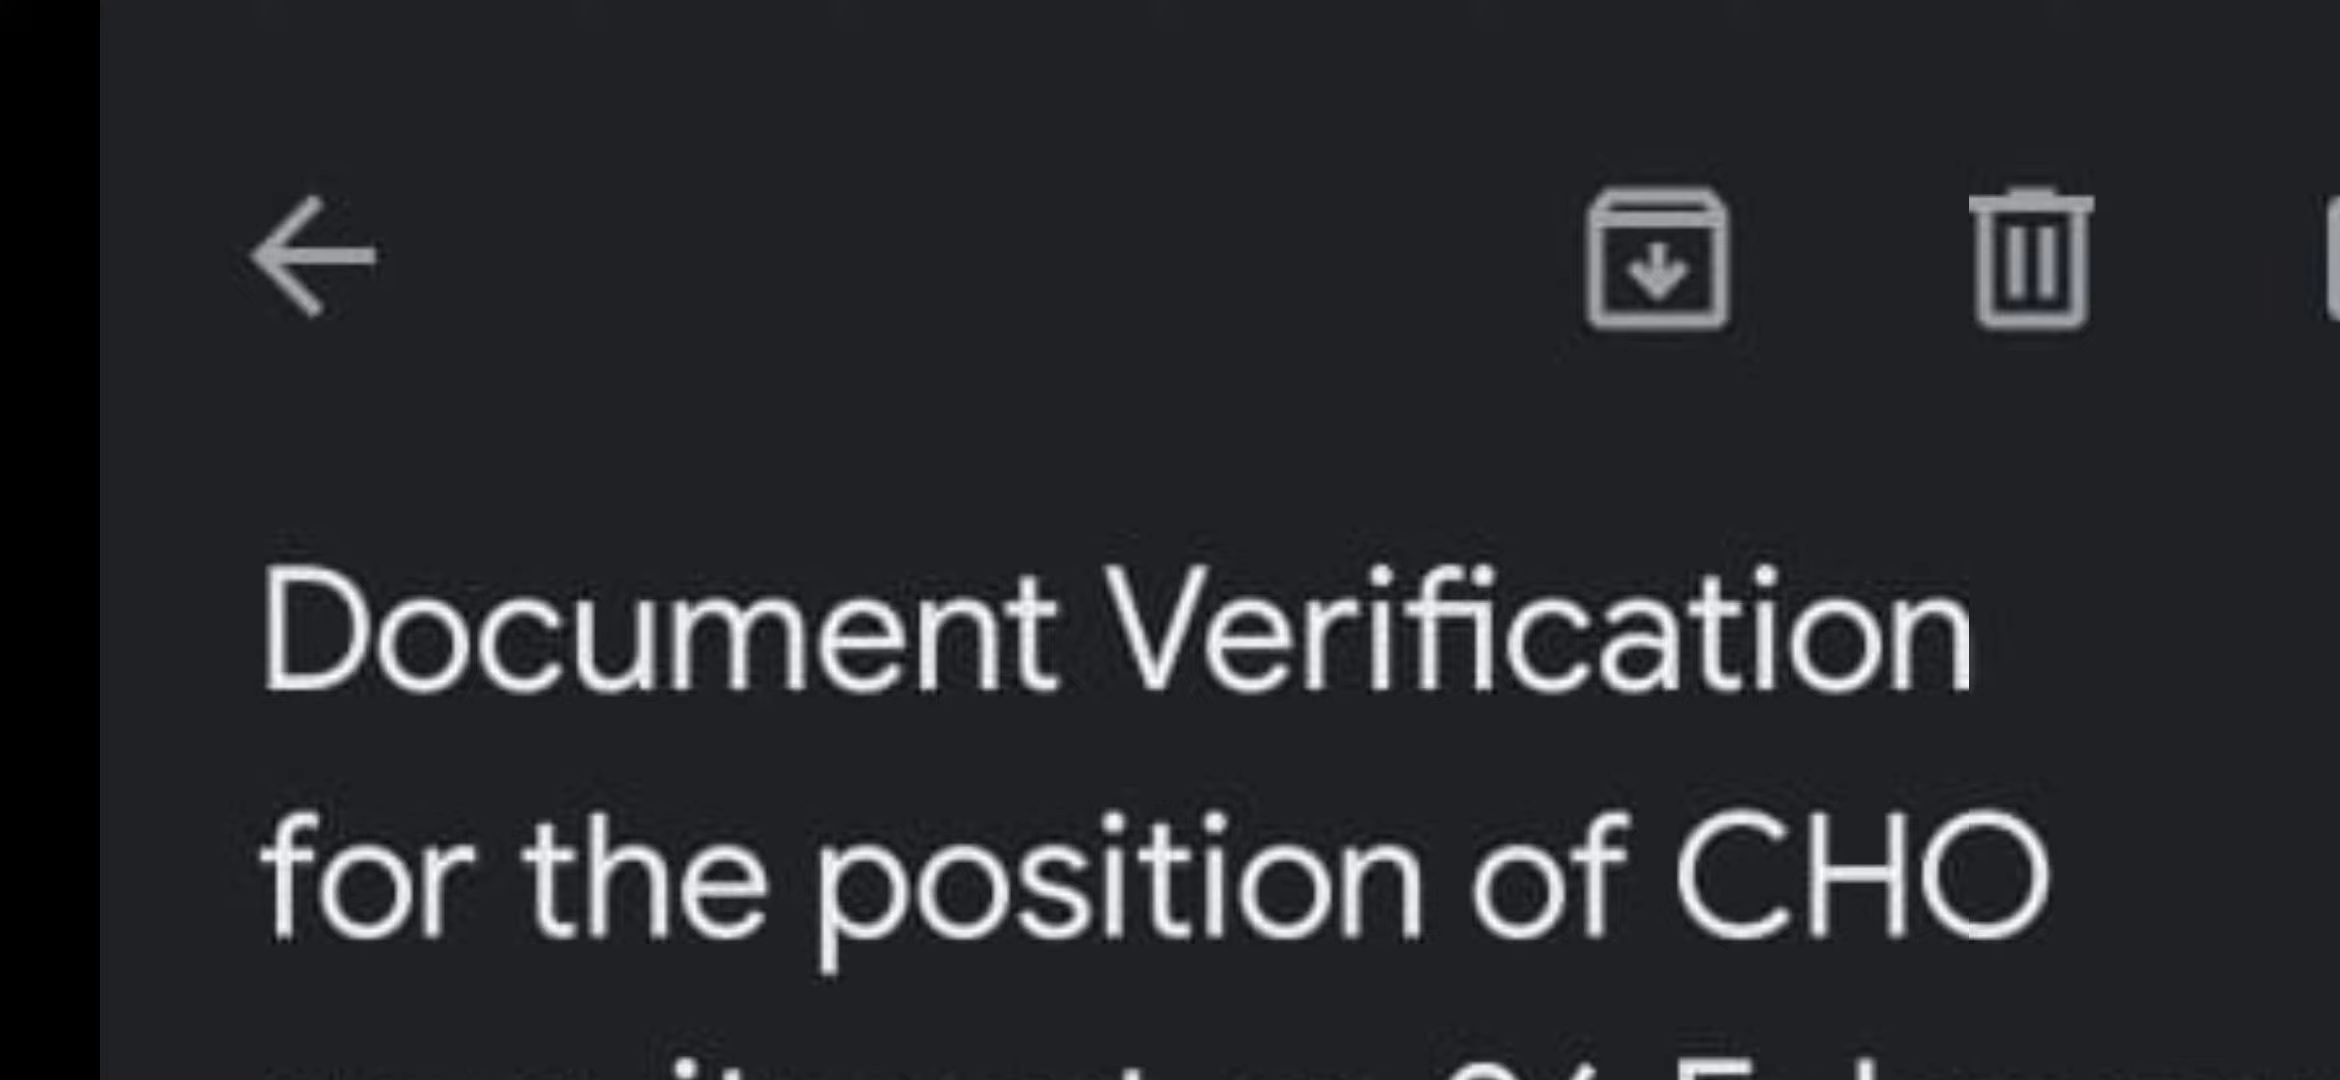 Document Verification
for the position of CHO